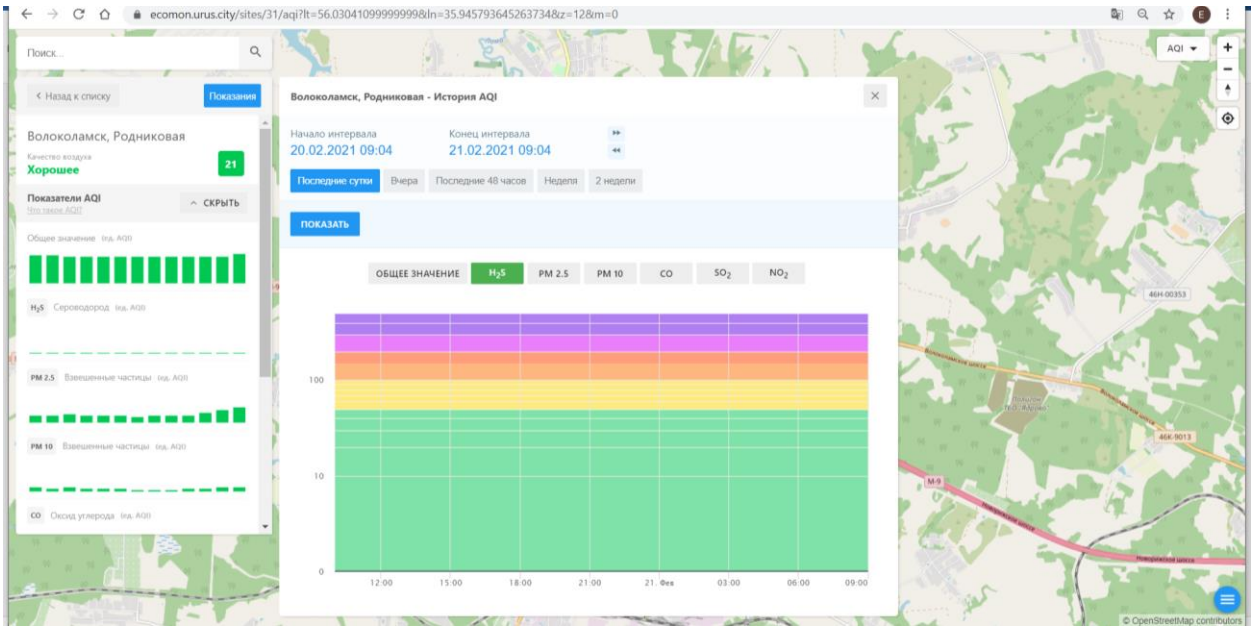 ecomon.urus.city/sites/31/aqi?lt=56.03041099999999&ln=35.945793645263734&z=12&m=0
E
Поиск...
AQI
Назад к списку
Показания
Волоколамск, Родниковая
Качество воздуха
Хорошее
21
Показатели AQI
Что такое AQI?
СКРЫТЬ
Общее значение (ед. AQI)
H₂S Сероводород (ед. AQI)
PM 2.5 Взвешенные частицы (ед. AQI)
PM 10 Взвешенные частицы (ед. AQI)
CO Оксид углерода (ед. AQI)
Волоколамск, Родниковая - История AQI
Начало интервала
20.02.2021 09:04
Конец интервала
21.02.2021 09:04
Последние сутки Вчера Последние 48 часов Неделя 2 недели
ПОКАЗАТЬ
ОБЩЕЕ ЗНАЧЕНИЕ H₂S PM 2.5 PM 10 CO SO₂ NO₂
100
10
0
12:00 15:00 18:00 21:00 21. Фев 03:00 06:00 09:00
46Н-00353
Волоколамское шоссе
46К-9013
М-9
Новорижское шоссе
Новорижское шоссе
© OpenStreetMap contributors